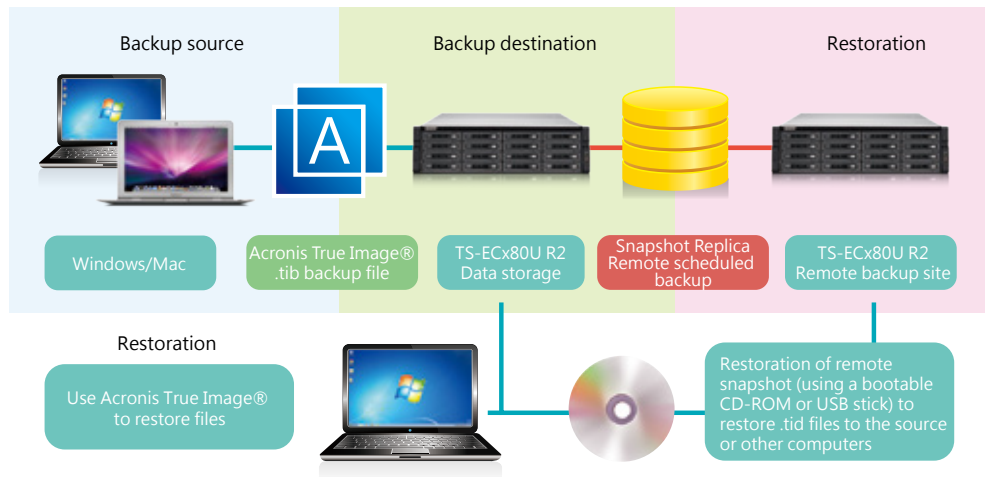 Backup source
Backup destination
Restoration
A
Windows/Mac
Acronis True Image®
.tib backup file
TS-ECx80U R2
Data storage
Snapshot Replica
Remote scheduled
backup
TS-ECx80U R2
Remote backup site
Restoration
Use Acronis True Image®
to restore files
Restoration of remote
snapshot (using a bootable
CD-ROM or USB stick) to
restore .tid files to the source
or other computers